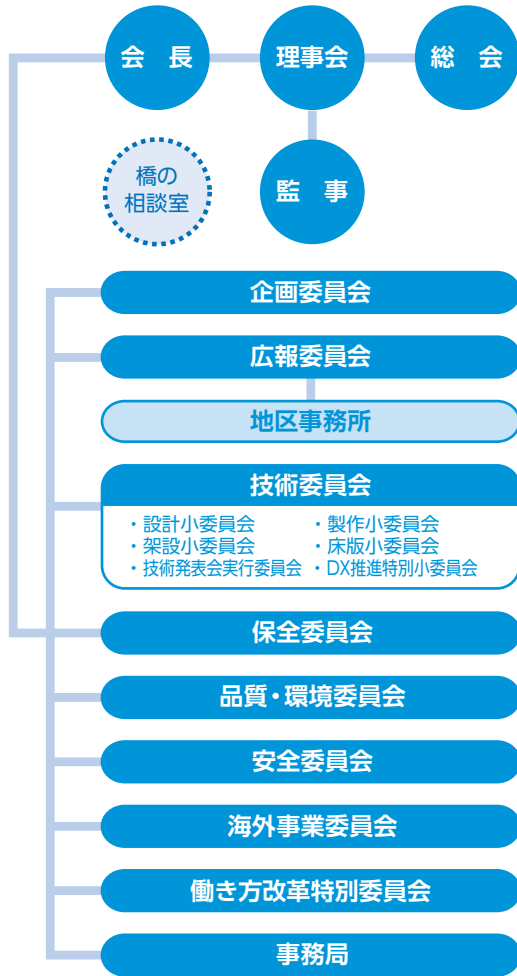 会　長
理事会
総　会
橋の
相談室
監　事
企画委員会
広報委員会
地区事務所
技術委員会
・設計小委員会　・製作小委員会
・架設小委員会　・床版小委員会
・技術発表会実行委員会　・DX推進特別小委員会
保全委員会
品質・環境委員会
安全委員会
海外事業委員会
働き方改革特別委員会
事務局